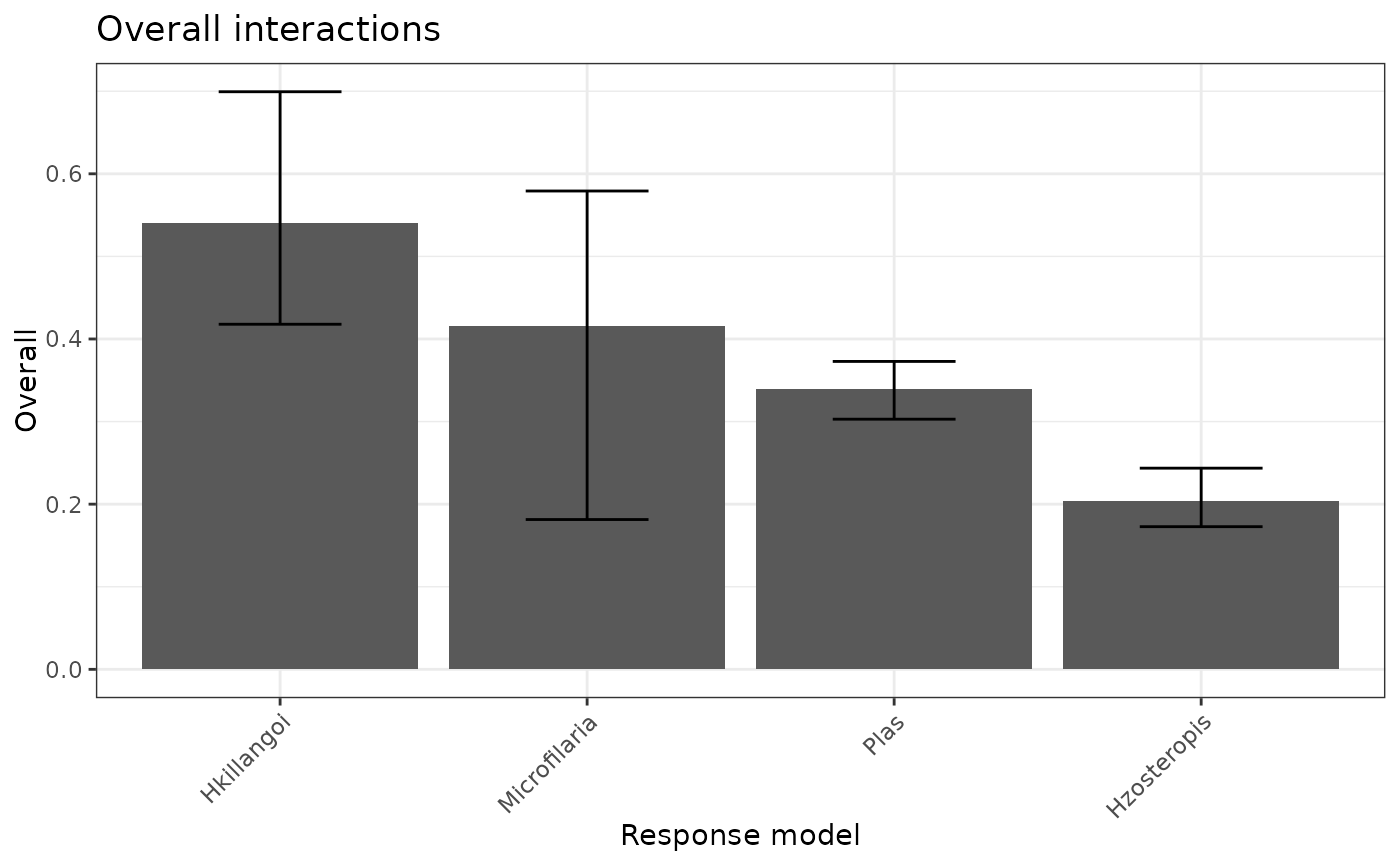 Overall interactions
Overall
0.6
0.4
0.2
0.0
Hkillangoi
Microfilaria
Plas
Hzosteropis
Response model